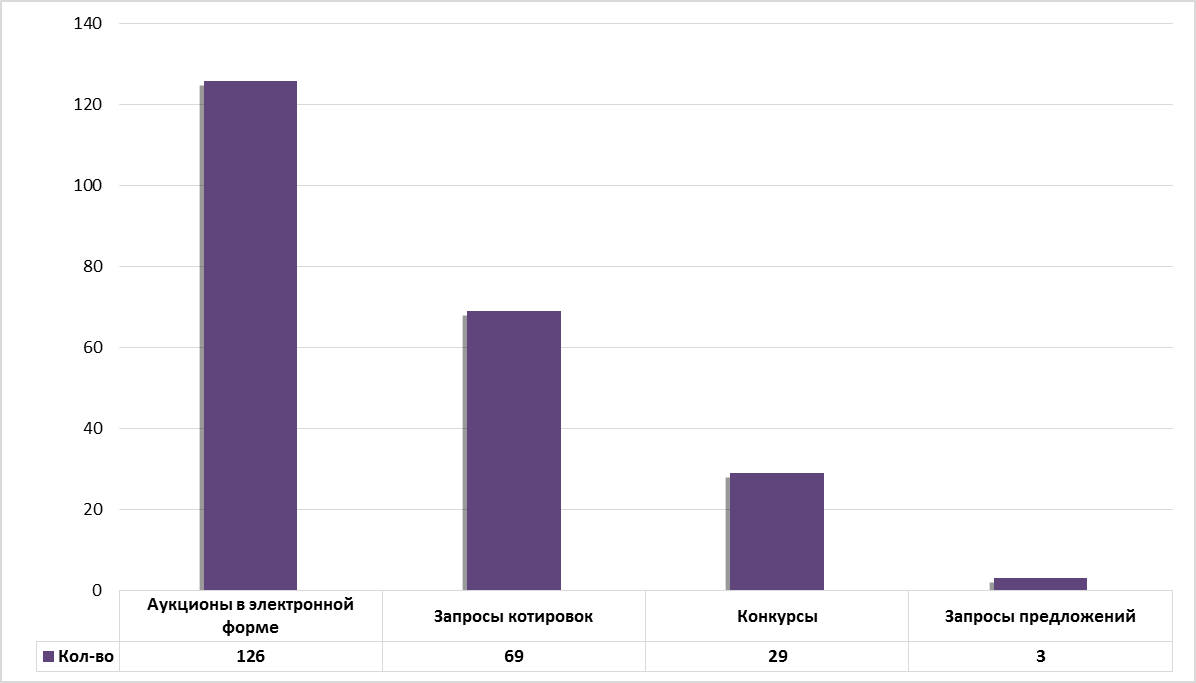 140
120
100
80
60
40
20
0
Аукционы в электронной
форме
Запросы котировок
Конкурсы
Запросы предложений
Кол-во 126 69 29 3